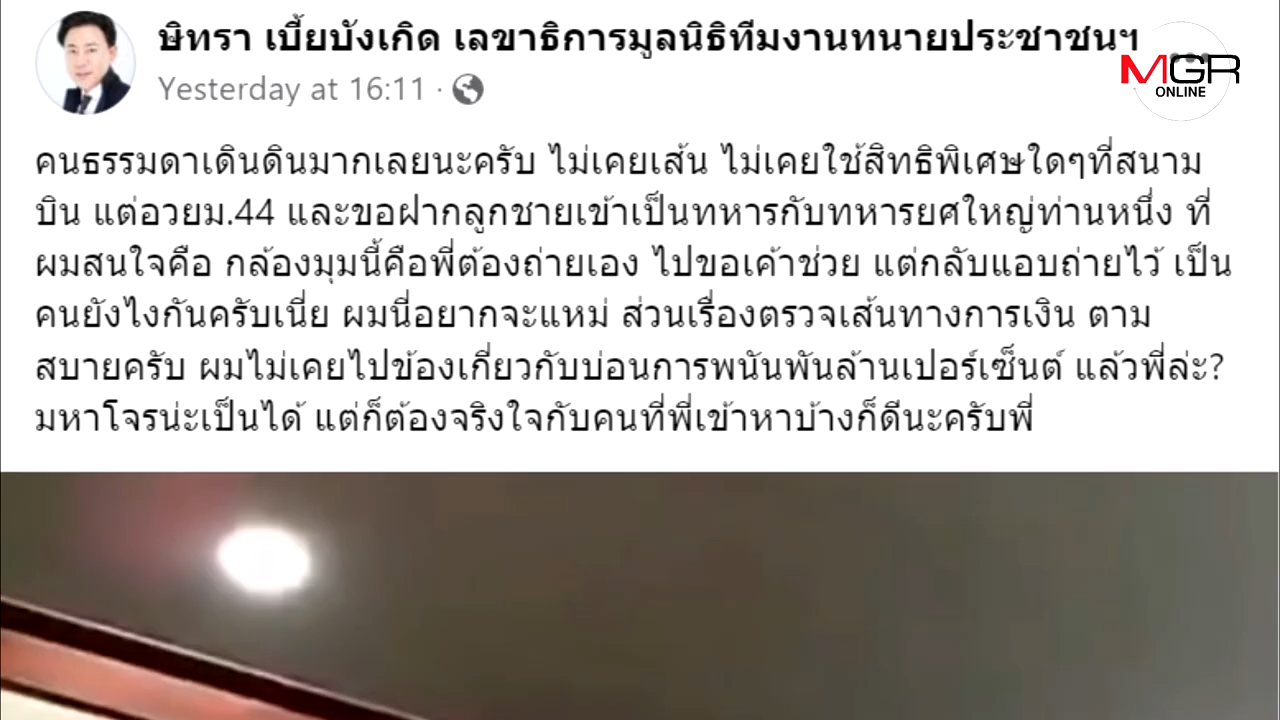 ษิทรา เบี้ยบังเกิด เลขาธิการมูลนิธิทีมงานทนายประชาชนฯ
Yesterday at 16:11 ·
MGR
ONLINE
คนธรรมดาเดินดินมากเลยนะครับ ไม่เคยเส้น ไม่เคยใช้สิทธิพิเศษใดๆที่สนาม
บิน แต่อวยม.44 และขอฝากลูกชายเข้าเป็นทหารกับทหารยศใหญ่ท่านหนึ่ง ที่
ผมสนใจคือ กล้องมุมนี้คือพี่ต้องถ่ายเอง ไปขอเค้าช่วย แต่กลับแอบถ่ายไว้ เป็น
คนยังไงกันครับเนี่ย ผมนี่อยากจะแหม่ ส่วนเรื่องตรวจเส้นทางการเงิน ตาม
สบายครับ ผมไม่เคยไปข้องเกี่ยวกับบ่อนการพนันพันล้านเปอร์เซ็นต์ แล้วพี่ล่ะ?
มหาโจรน่ะเป็นได้ แต่ก็ต้องจริงใจกับคนที่พี่เข้าหาบ้างก็ดีนะครับพี่